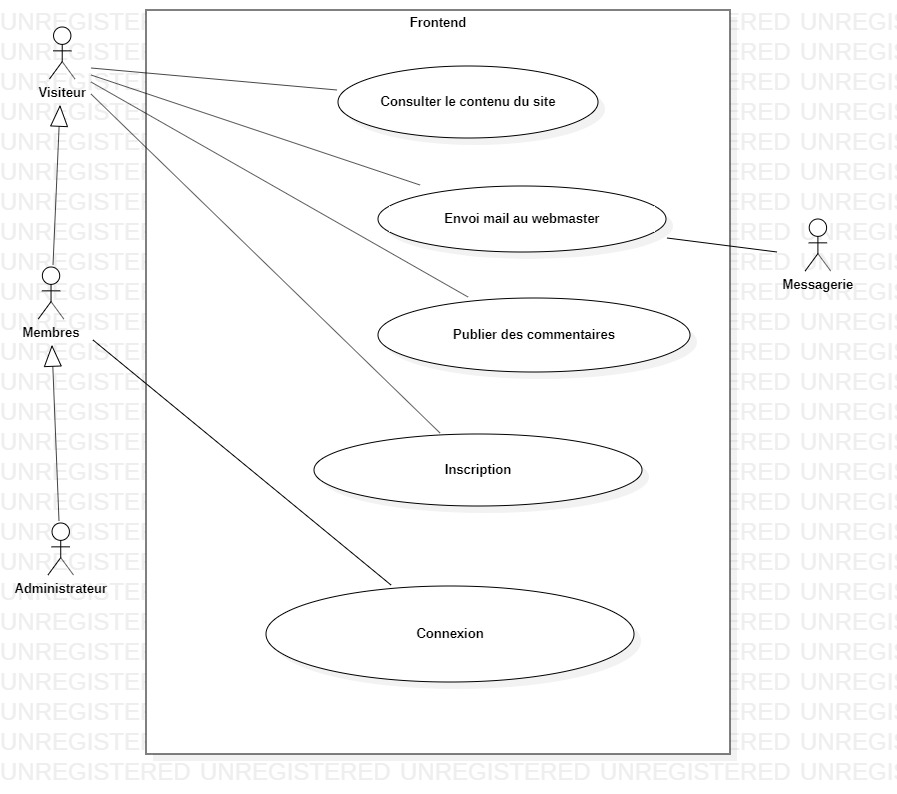 Frontend
Visiteur
Consulter le contenu du site
Envoi mail au webmaster
Messagerie
Membres
Publier des commentaires
Inscription
Administrateur
Connexion
UNREGISTERED UNREGISTERED UNREGISTERED UNREGISTERED UNREGIS